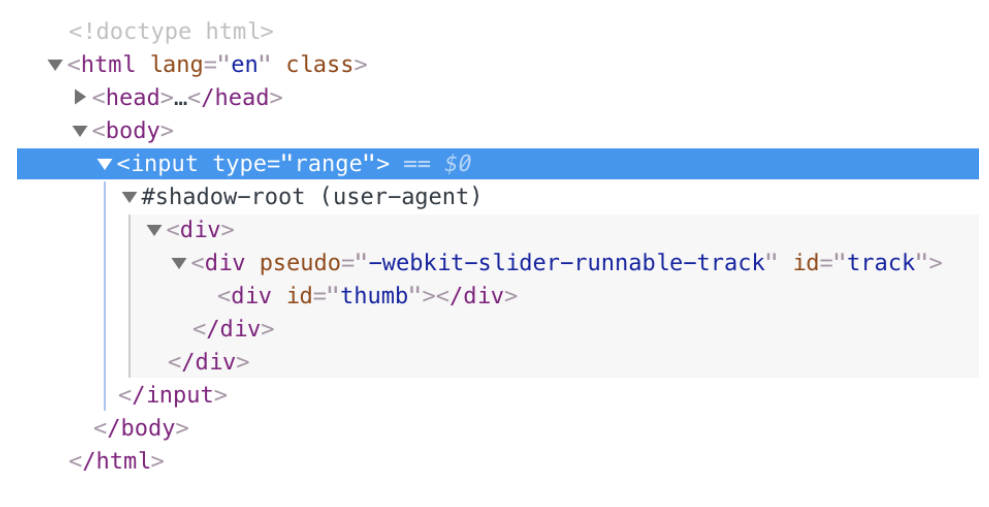 <!doctype html>
▼<html lang="en" class>
▶<head>…</head>
▼<body>
▼<input type="range"> == $0
▼#shadow-root (user-agent)
▼<div>
▼<div pseudo="-webkit-slider-runnable-track" id="track">
<div id="thumb"></div>
</div>
</div>
</input>
</body>
</html>